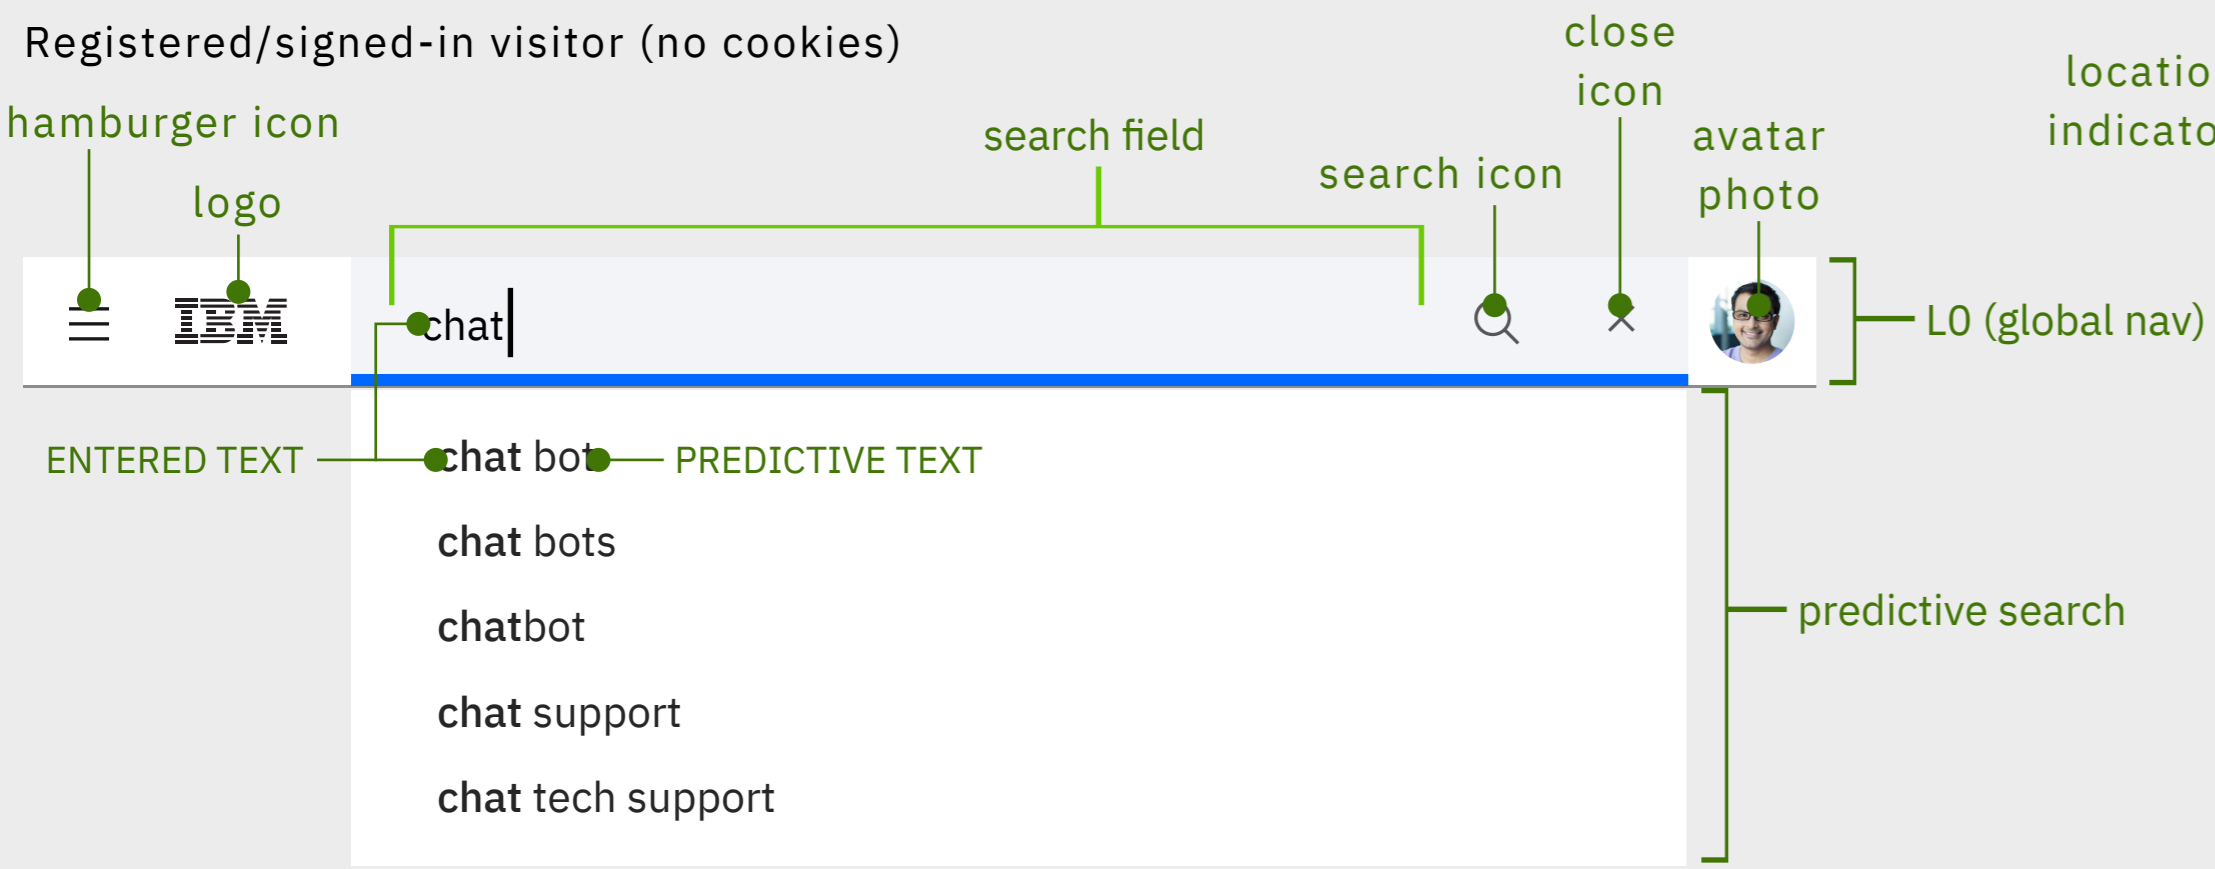 Registered/signed-in visitor (no cookies)
close
icon
locatio
indicato
hamburger icon
search field
avatar
photo
search icon
logo
IBM
chat
L0 (global nav)
ENTERED TEXT
chat bot
PREDICTIVE TEXT
chat bots
chatbot
predictive search
chat support
chat tech support